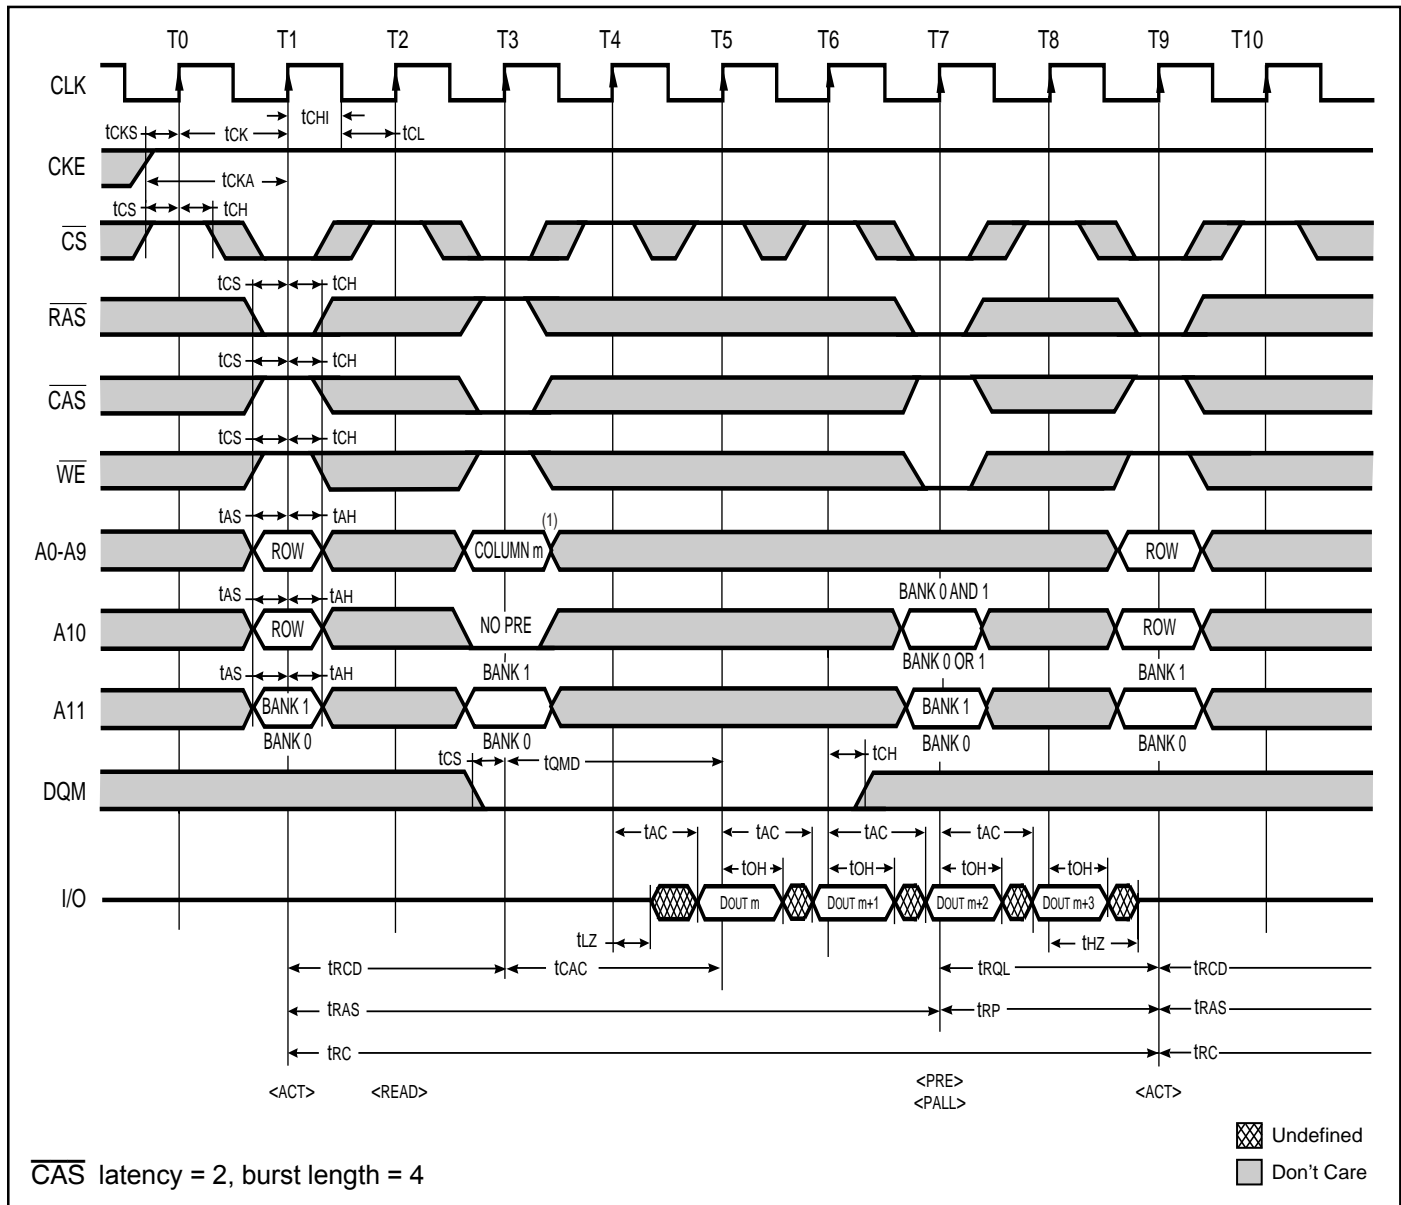 T0 T1 T2 T3 T4 T5 T6 T7 T8 T9 T10
CLK
tCHI
tCKS tCK tCL
CKE
tCKA
tCS tCH
CS
tCS tCH
RAS
tCS tCH
CAS
tCS tCH
WE
tAS tAH (1)
A0-A9 ROW COLUMN m ROW
tAS tAH BANK 0 AND 1
A10 ROW NO PRE ROW
tAS tAH BANK 1 BANK 0 OR 1 BANK 1
A11 BANK 1 BANK 1
BANK 0 BANK 0 BANK 0 BANK 0
tCS tQMD tCH
DQM
tAC tAC tAC tAC
tOH tOH tOH tOH
I/O DOUT m DOUT m+1 DOUT m+2 DOUT m+3
tLZ tHZ
tRCD tCAC tRQL tRCD
tRAS tRP tRAS
tRC tRC
<ACT> <READ> <PRE> <ACT>
<PALL>
Undefined
CAS latency = 2, burst length = 4 Don't Care